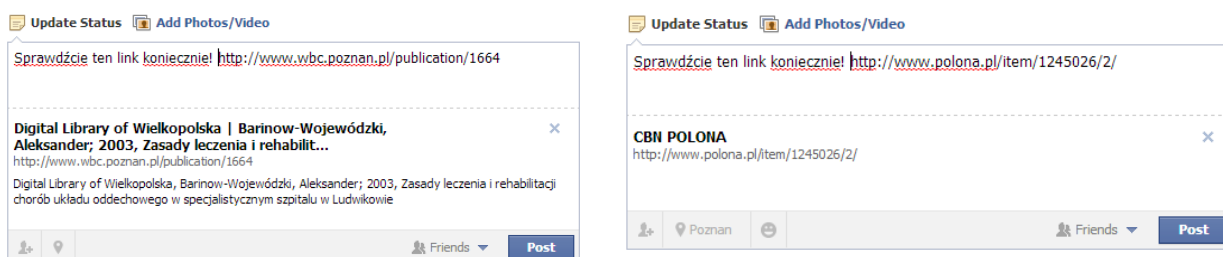 Update Status Add Photos/Video
Sprawdźcie ten link koniecznie! http://www.wbc.poznan.pl/publication/1664
Digital Library of Wielkopolska | Barinow-Wojewódzki,
Aleksander; 2003, Zasady leczenia i rehabilit...
http://www.wbc.poznan.pl/publication/1664
Digital Library of Wielkopolska, Barinow-Wojewódzki, Aleksander; 2003, Zasady leczenia i rehabilitacji
chorób układu oddechowego w specjalistycznym szpitalu w Ludwikowie
Friends Post
Update Status Add Photos/Video
Sprawdźcie ten link koniecznie! http://www.polona.pl/item/1245026/2/
CBN POLONA
http://www.polona.pl/item/1245026/2/
Poznan Friends Post